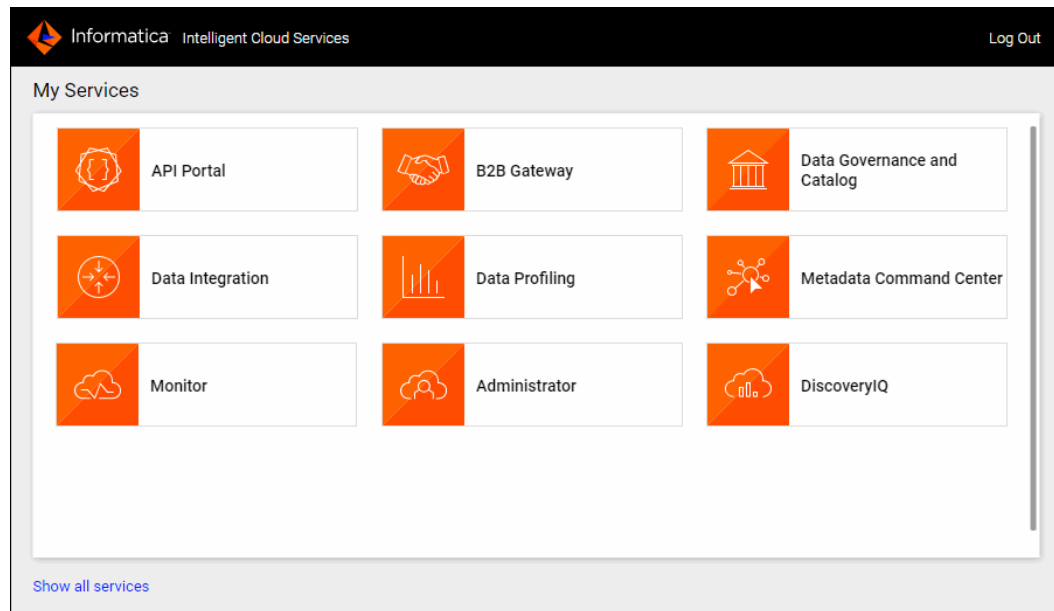 Informatica Intelligent Cloud Services
Log Out
My Services
API Portal
B2B Gateway
Data Governance and
Catalog
Data Integration
Data Profiling
Metadata Command Center
Monitor
Administrator
DiscoveryIQ
Show all services